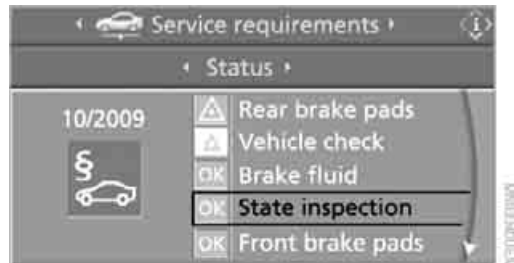 Service requirements
i
Status
10/2009
Rear brake pads
Vehicle check
§
OK Brake fluid
OK State inspection
OK Front brake pads